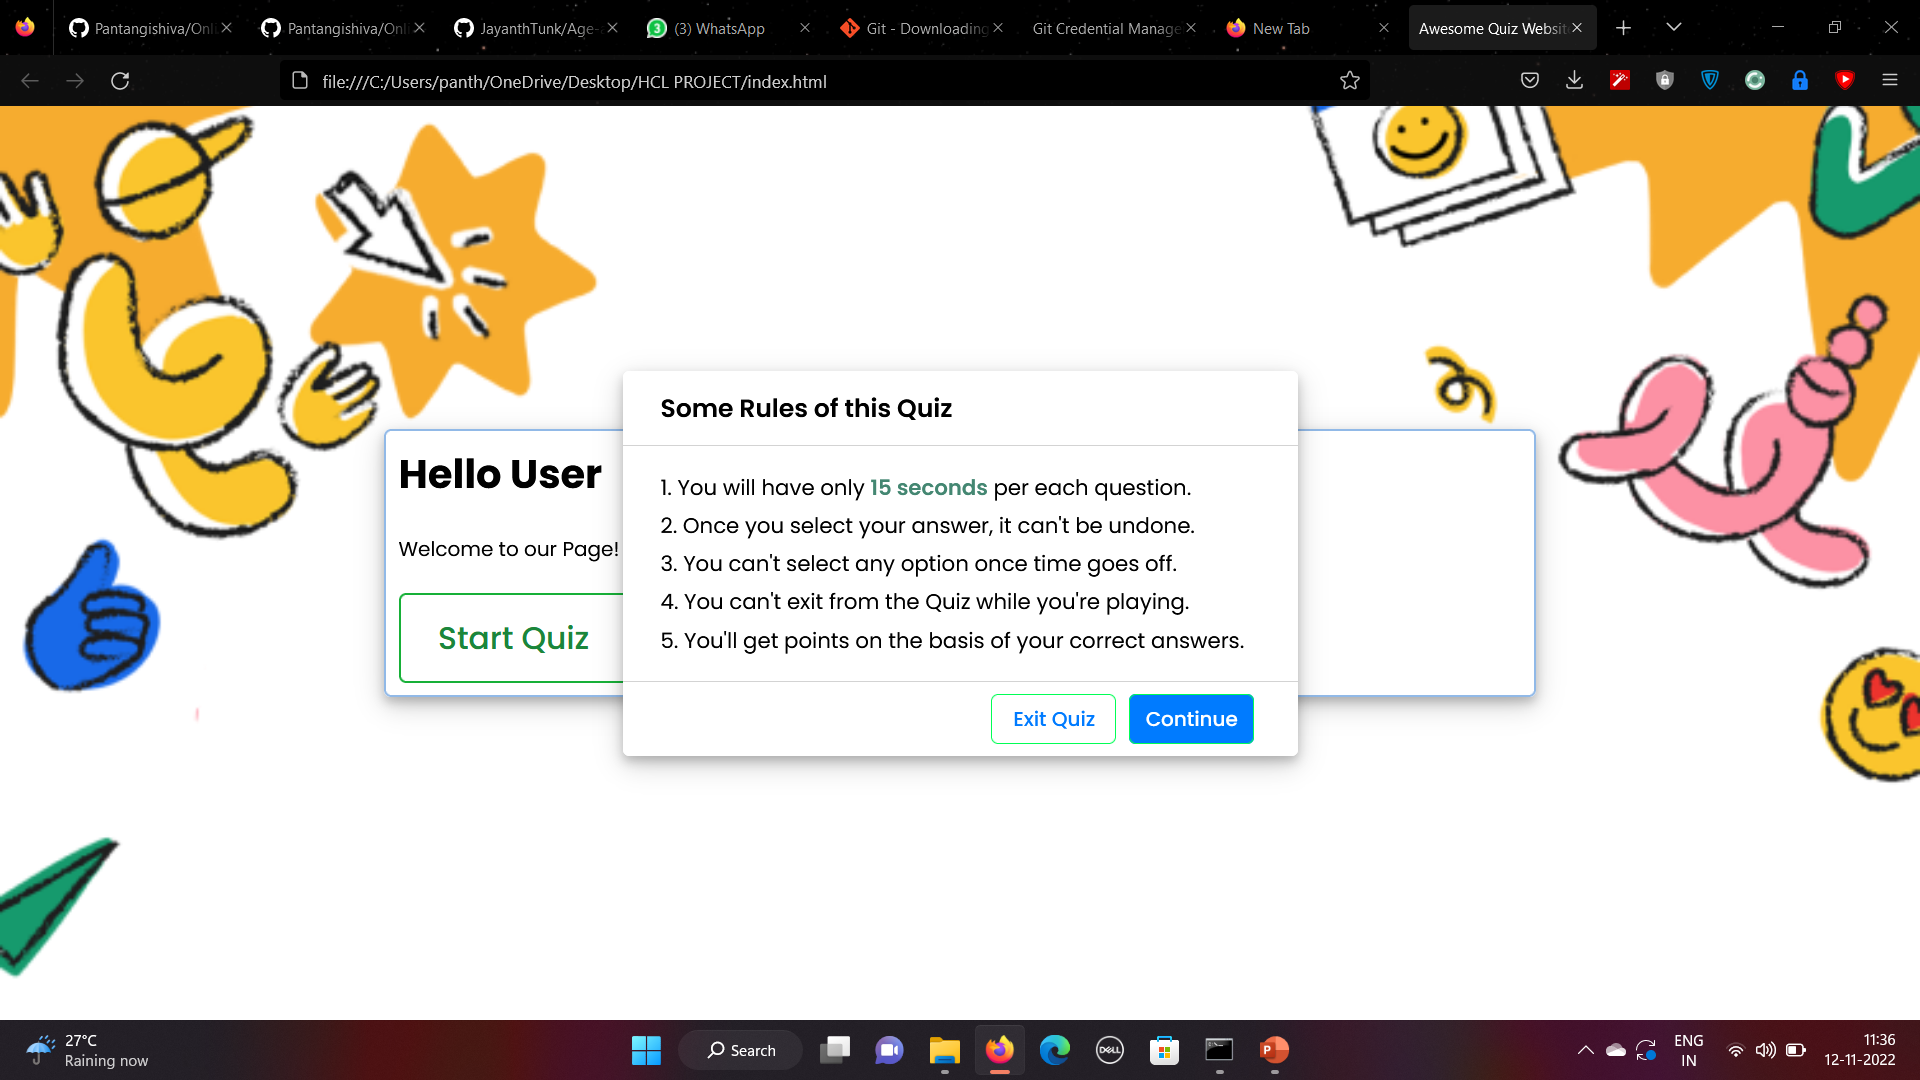 Pantangishiva/Onli
Pantangishiva/Onli
JayanthTunk/Age-
3
(3) WhatsApp
Git - Downloading
Git Credential Manage
New Tab
Awesome Quiz Websit
file:///C:/Users/panth/OneDrive/Desktop/HCL PROJECT/index.html
Some Rules of this Quiz
Hello User
Welcome to our Page!
Start Quiz
1. You will have only 15 seconds per each question.
2. Once you select your answer, it can't be undone.
3. You can't select any option once time goes off.
4. You can't exit from the Quiz while you're playing.
5. You'll get points on the basis of your correct answers.
Exit Quiz
Continue
27°C
Raining now
Search
DELL
P
ENG
IN
11:36
12-11-2022